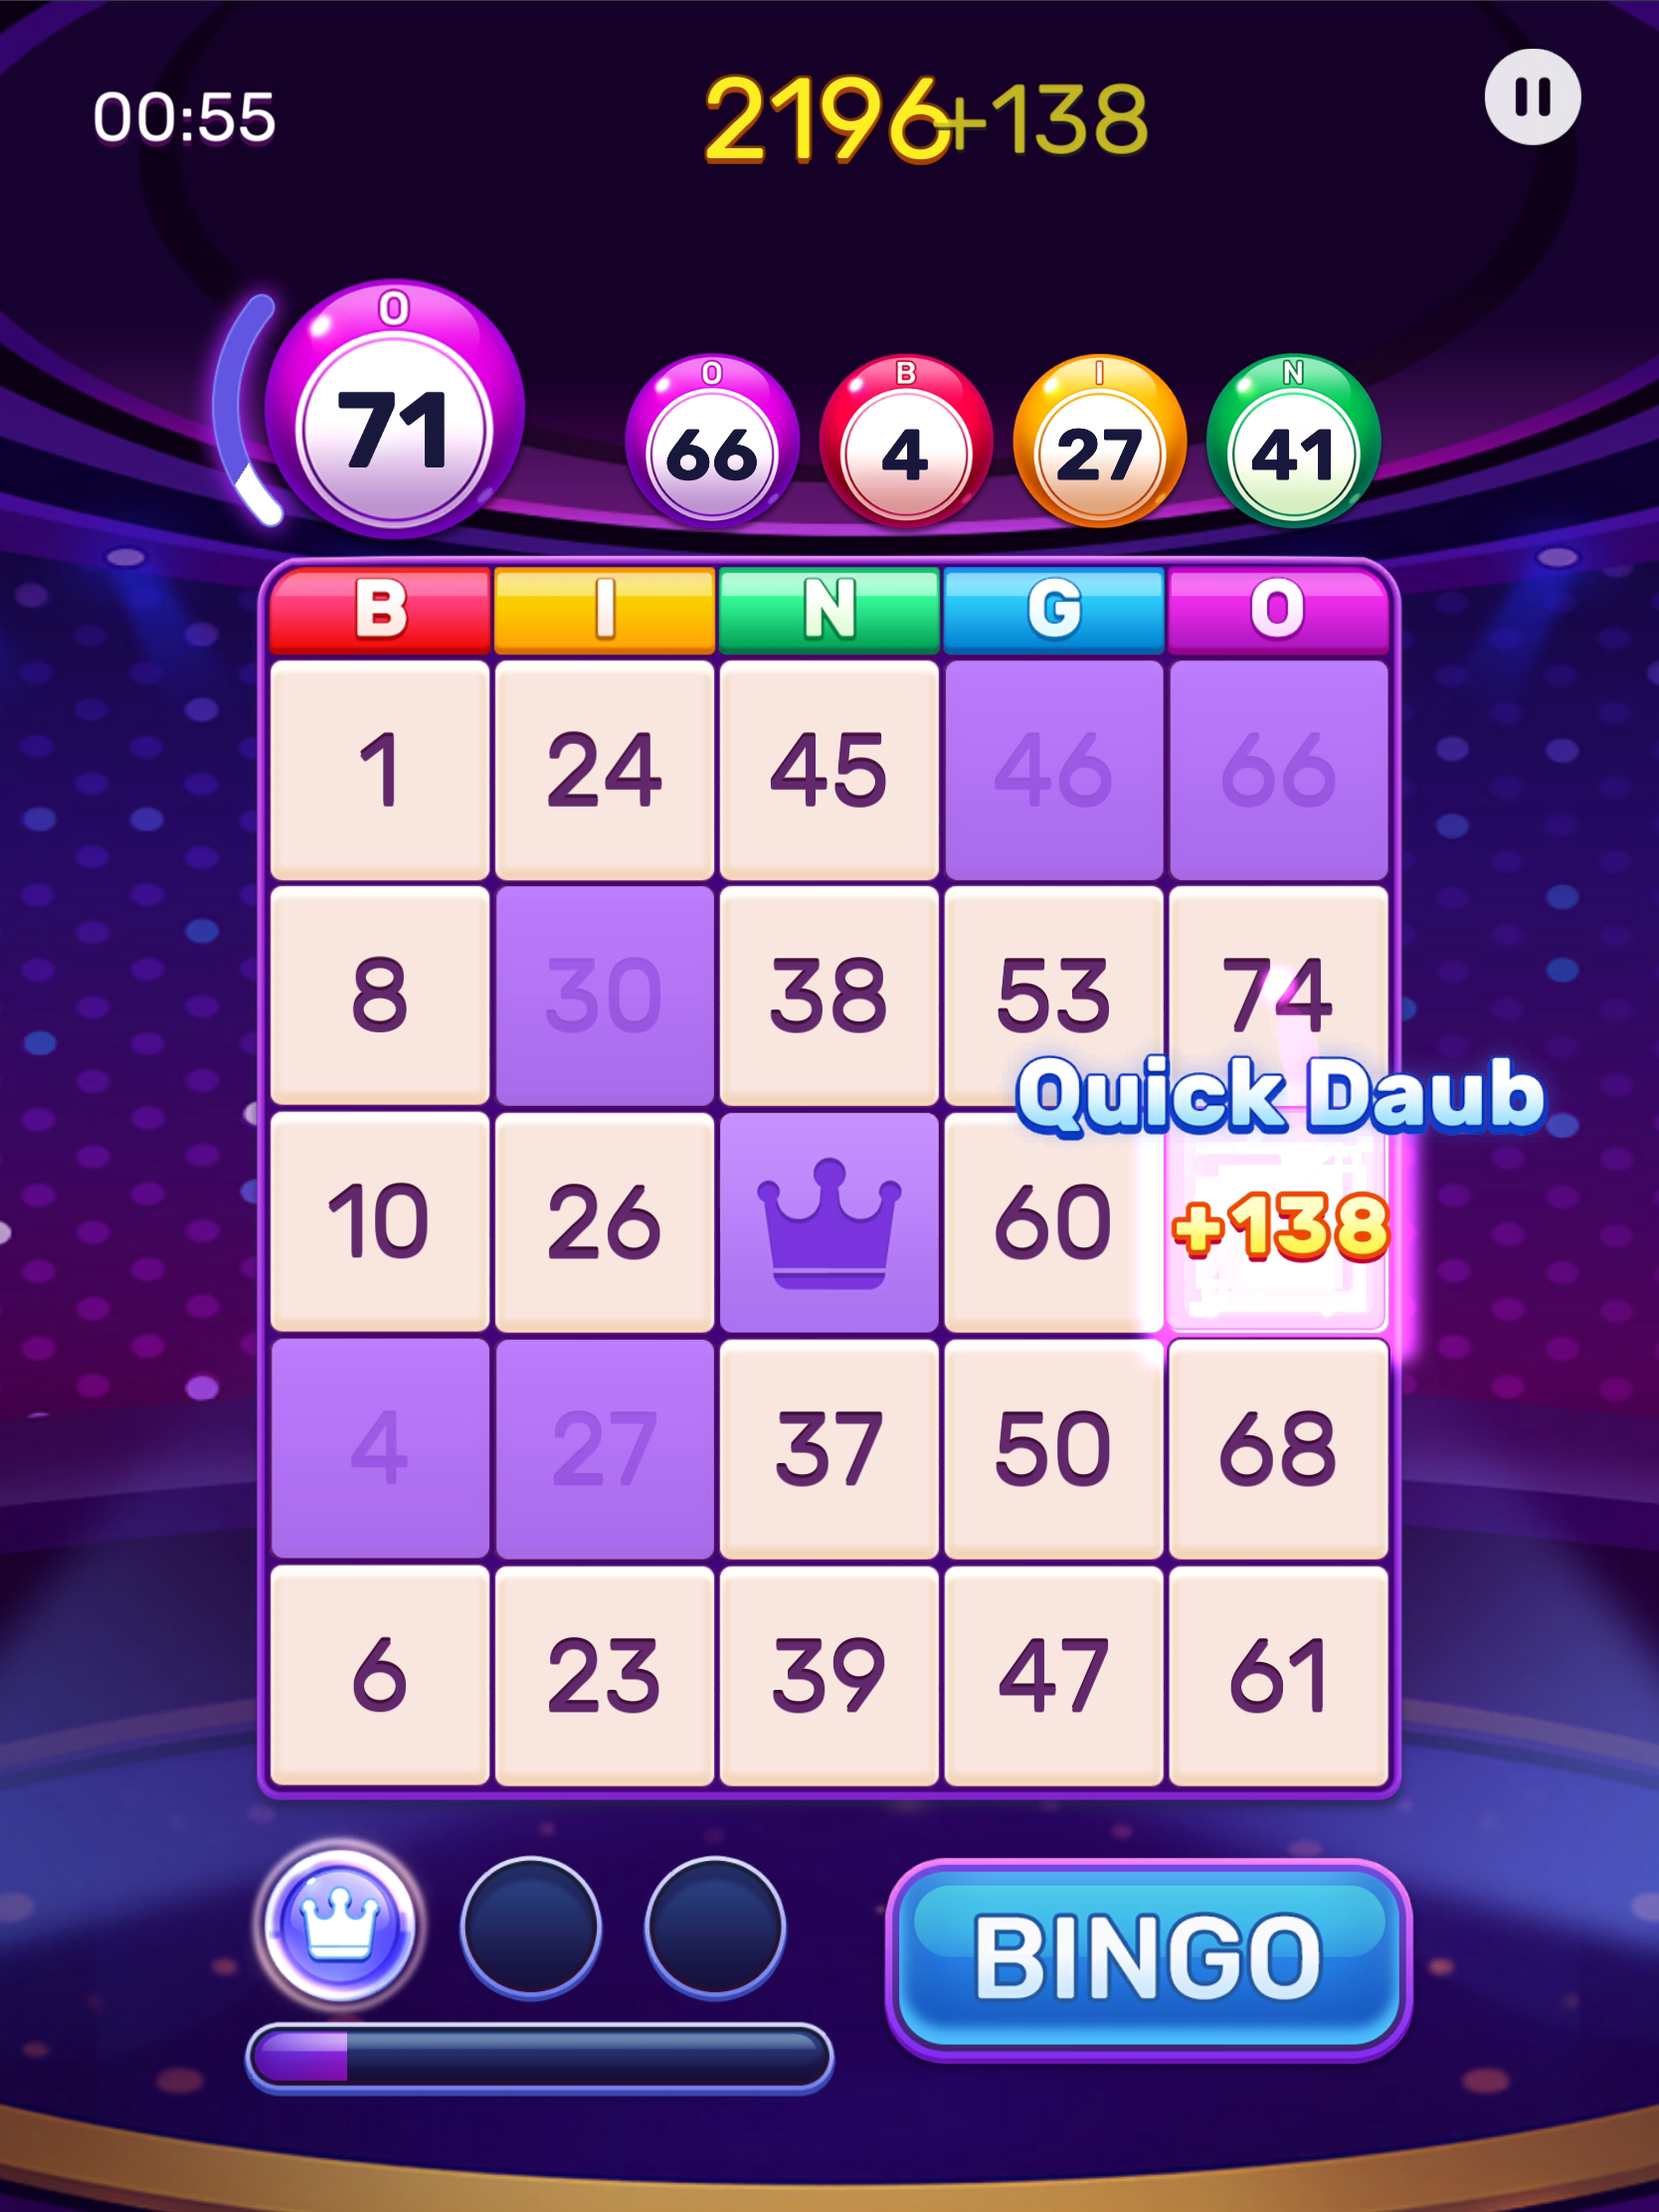 00:55 2196+138
O
71
O
66
B
4
I
27
N
41
B I N G O
1 24 45 46 66
8 30 38 53 74
Quick Daub
10 26 60 +138
4 27 37 50 68
6 23 39 47 61
BINGO